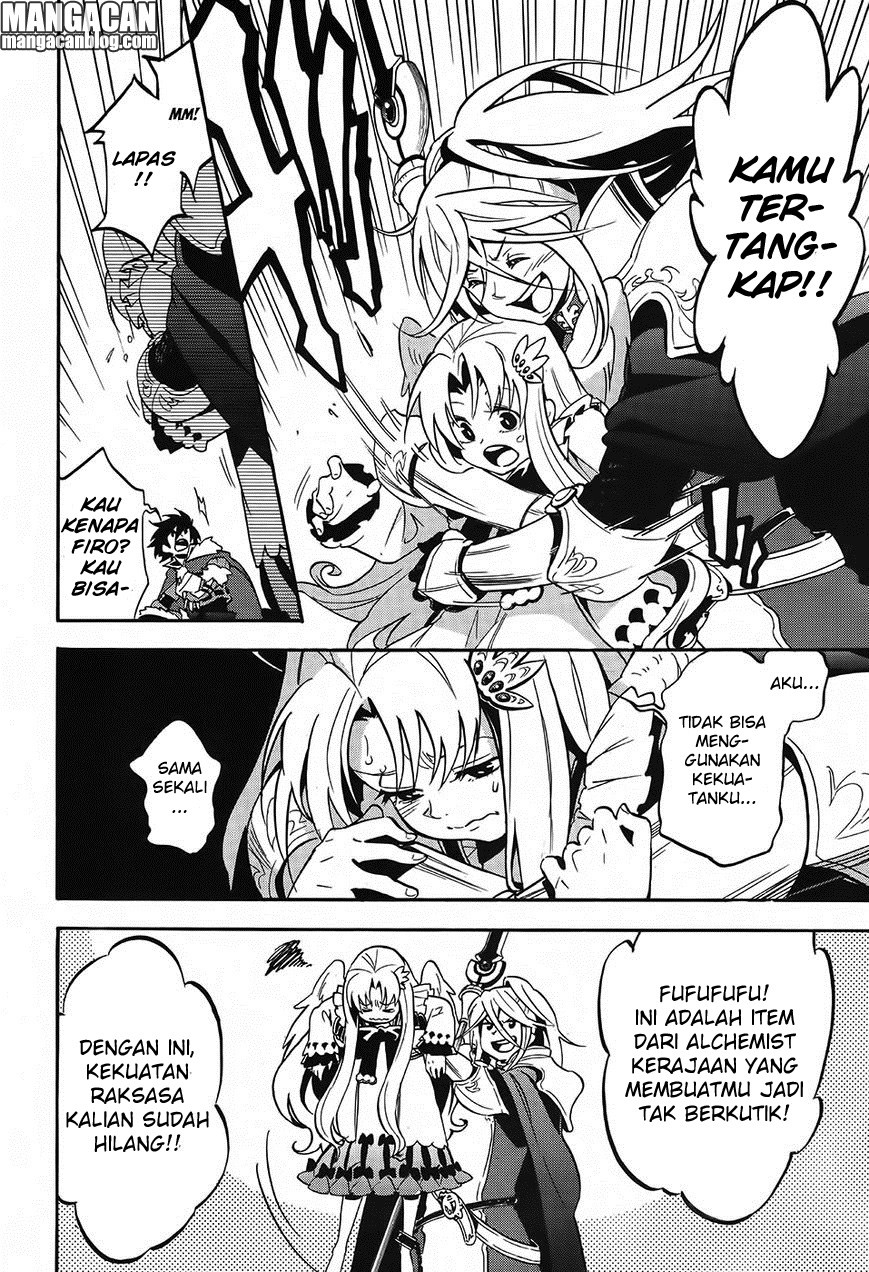 MANGACAN
mangacanblog.com
KAMU
TER-
TANG-
KAP!!
MM!
LAPAS
!!
KAU
KENAPA
FIRO?
KAU
BISA-
AKU...
TIDAK BISA
MENG-
GUNAKAN
KEKUA-
TANKU...
SAMA
SEKALI
...
FUFUFUFU!
INI ADALAH ITEM
DARI ALCHEMIST
KERAJAAN YANG
MEMBUATMU JADI
TAK BERKUTIK!
DENGAN INI,
KEKUATAN
RAKSASA
KALIAN SUDAH
HILANG!!